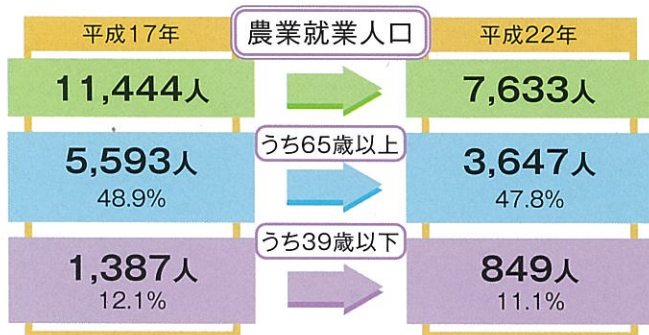 平成17年
農業就業人口
平成22年
11,444人
7,633人
うち65歳以上
5,593人
48.9%
3,647人
47.8%
うち39歳以下
1,387人
12.1%
849人
11.1%